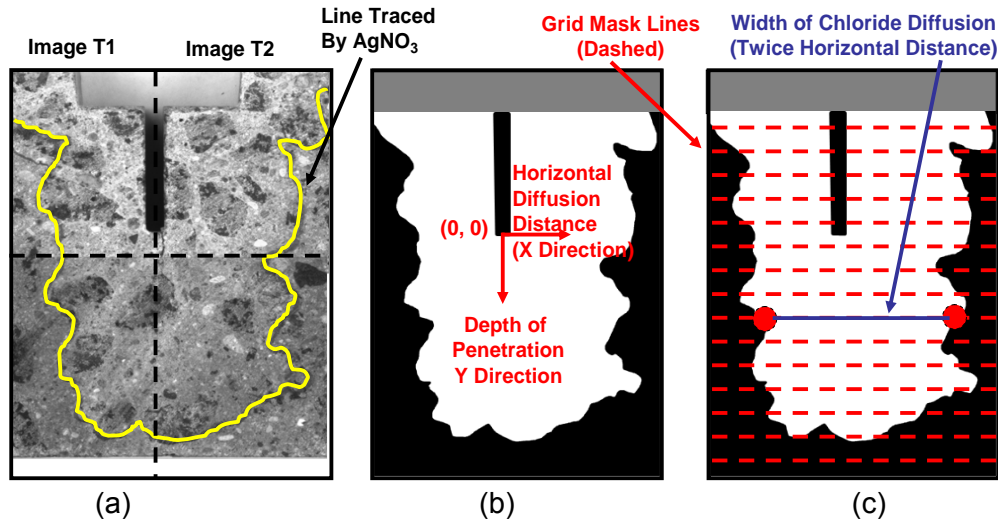 Image T1
Image T2
Line Traced
By AgNO3
Grid Mask Lines
(Dashed)
Width of Chloride Diffusion
(Twice Horizontal Distance)
Horizontal
Diffusion
Distance
(0, 0)
(X Direction)
Depth of
Penetration
Y Direction
(a)
(b)
(c)